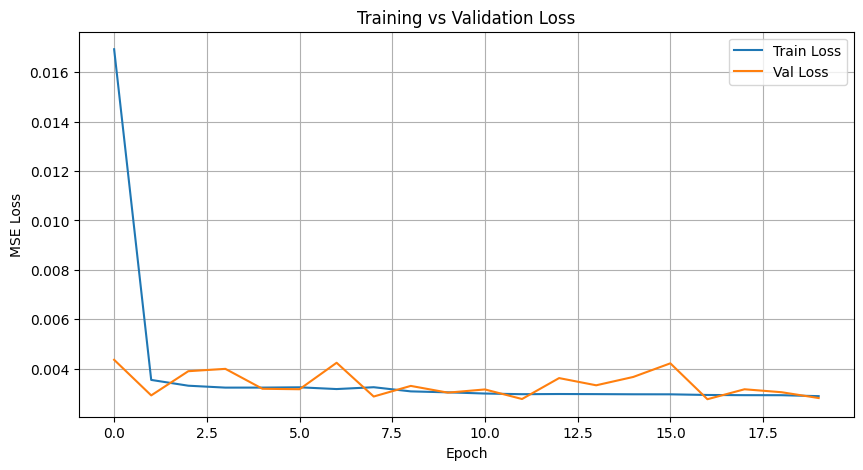 Training vs Validation Loss
Train Loss
Val Loss
0.016
0.014
0.012
0.010
0.008
0.006
0.004
MSE Loss
0.0 2.5 5.0 7.5 10.0 12.5 15.0 17.5
Epoch